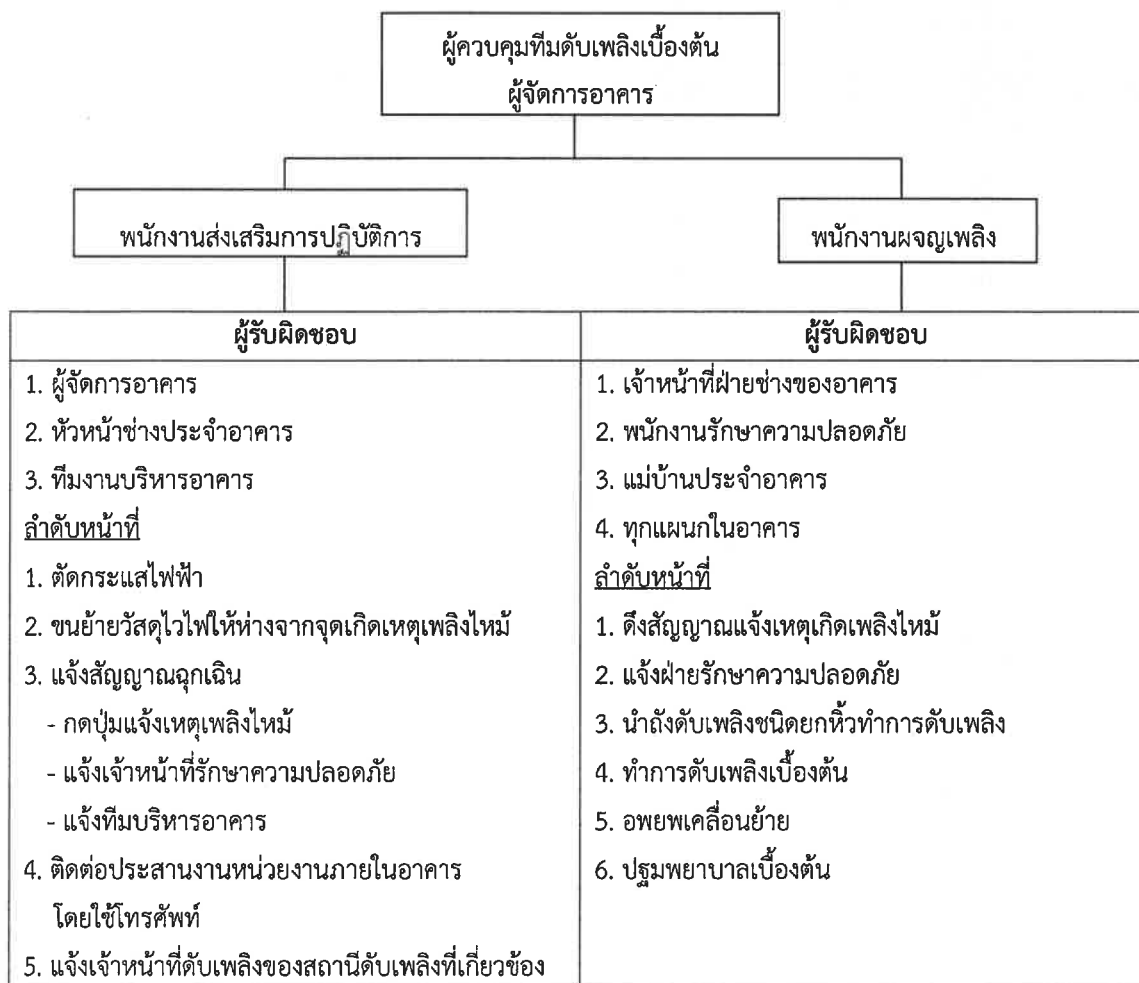 ผู้ควบคุมทีมดับเพลิงเบื้องต้น
ผู้จัดการอาคาร
พนักงานส่งเสริมการปฏิบัติการ
พนักงานผจญเพลิง
ผู้รับผิดชอบ
1. ผู้จัดการอาคาร
2. หัวหน้าช่างประจำอาคาร
3. ทีมงานบริหารอาคาร
ลำดับหน้าที่
1. ตัดกระแสไฟฟ้า
2. ขนย้ายวัสดุไวไฟให้ห่างจากจุดเกิดเหตุเพลิงไหม้
3. แจ้งสัญญาณฉุกเฉิน
- กดปุ่มแจ้งเหตุเพลิงไหม้
- แจ้งเจ้าหน้าที่รักษาความปลอดภัย
- แจ้งทีมบริหารอาคาร
4. ติดต่อประสานงานหน่วยงานภายในอาคาร
โดยใช้โทรศัพท์
5. แจ้งเจ้าหน้าที่ดับเพลิงของสถานีดับเพลิงที่เกี่ยวข้อง
ผู้รับผิดชอบ
1. เจ้าหน้าที่ฝ่ายช่างของอาคาร
2. พนักงานรักษาความปลอดภัย
3. แม่บ้านประจำอาคาร
4. ทุกแผนกในอาคาร
ลำดับหน้าที่
1. ดึงสัญญาณแจ้งเหตุเกิดเพลิงไหม้
2. แจ้งฝ่ายรักษาความปลอดภัย
3. นำถังดับเพลิงชนิดยกหิ้วทำการดับเพลิง
4. ทำการดับเพลิงเบื้องต้น
5. อพยพเคลื่อนย้าย
6. ปฐมพยาบาลเบื้องต้น